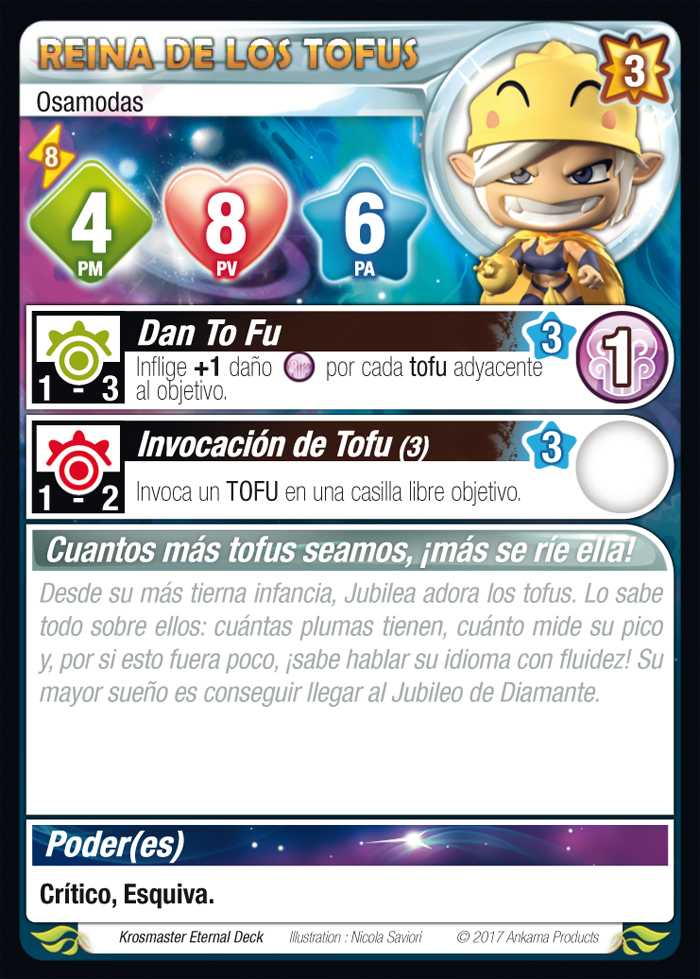 REINA DE LOS TOFUS
3
Osamodas
8
4
PM
8
PV
6
PA
Dan To Fu
3
1
1 - 3
Inflige +1 daño por cada tofu adyacente
al objetivo.
Invocación de Tofu (3)
3
1 - 2
Invoca un TOFU en una casilla libre objetivo.
Cuantos más tofus seamos, ¡más se ríe ella!
Desde su más tierna infancia, Jubilea adora los tofus. Lo sabe
todo sobre ellos: cuántas plumas tienen, cuánto mide su pico
y, por si esto fuera poco, ¡sabe hablar su idioma con fluidez! Su
mayor sueño es conseguir llegar al Jubileo de Diamante.
Poder(es)
Crítico, Esquiva.
Krosmaster Eternal Deck Illustration : Nicola Saviori © 2017 Ankama Products